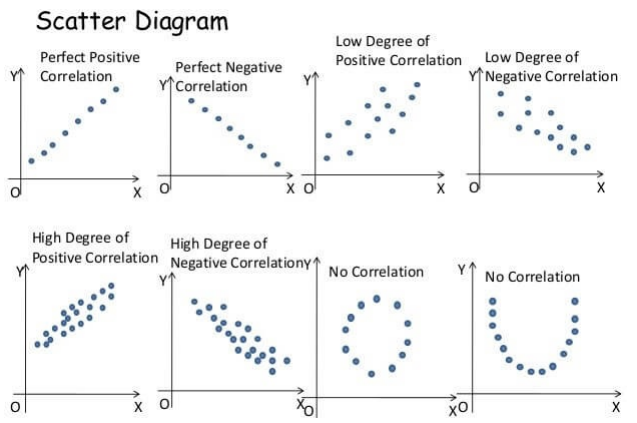 Scatter Diagram
Perfect Positive
Correlation
Y
O
X
Perfect Negative
Correlation
Y
O
X
Low Degree of
Positive Correlation
Y
O
X
Low Degree of
Negative Correlation
Y
O
X
High Degree of
Positive Correlation
Y
O
X
High Degree of
Negative Correlation
Y
O
X
No Correlation
Y
O
X
No Correlation
Y
O
X